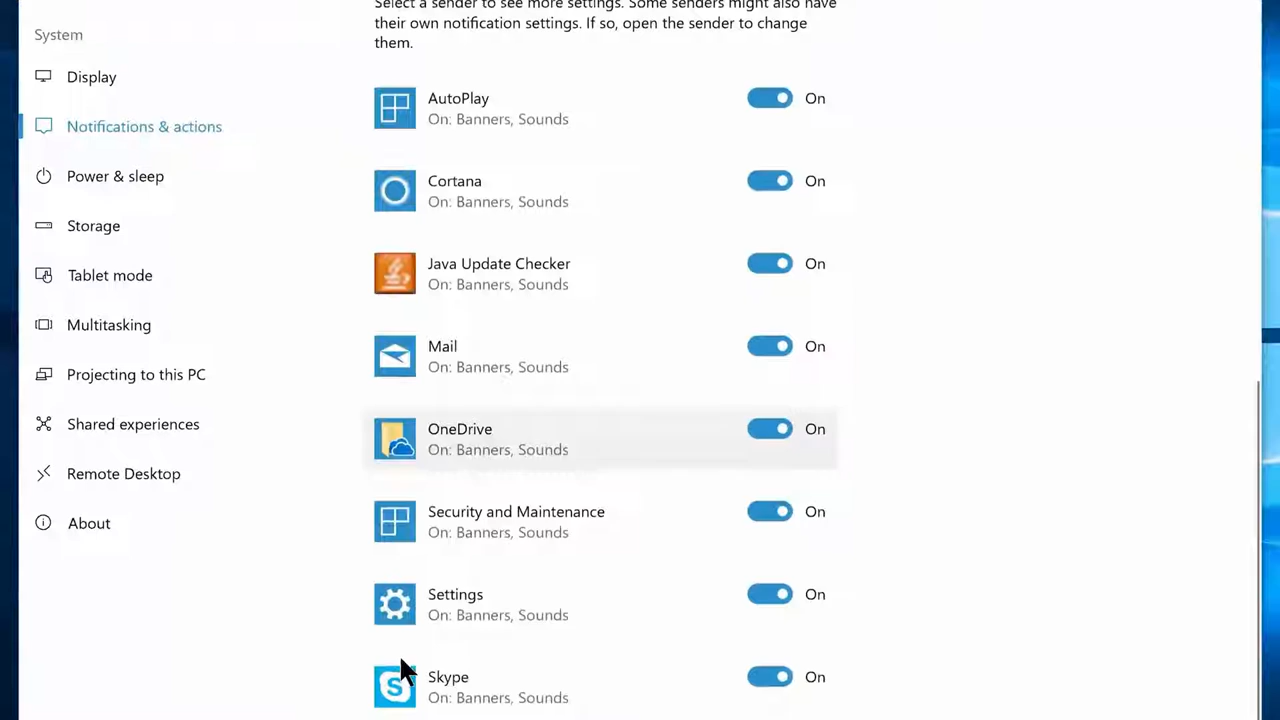 System
Display
Notifications & actions
Power & sleep
Storage
Tablet mode
Multitasking
Projecting to this PC
Shared experiences
Remote Desktop
About
Select a sender to see more settings. Some senders might also have
their own notification settings. If so, open the sender to change
them.
AutoPlay
On: Banners, Sounds
On
Cortana
On: Banners, Sounds
On
Java Update Checker
On: Banners, Sounds
On
Mail
On: Banners, Sounds
On
OneDrive
On: Banners, Sounds
On
Security and Maintenance
On: Banners, Sounds
On
Settings
On: Banners, Sounds
On
Skype
On: Banners, Sounds
On